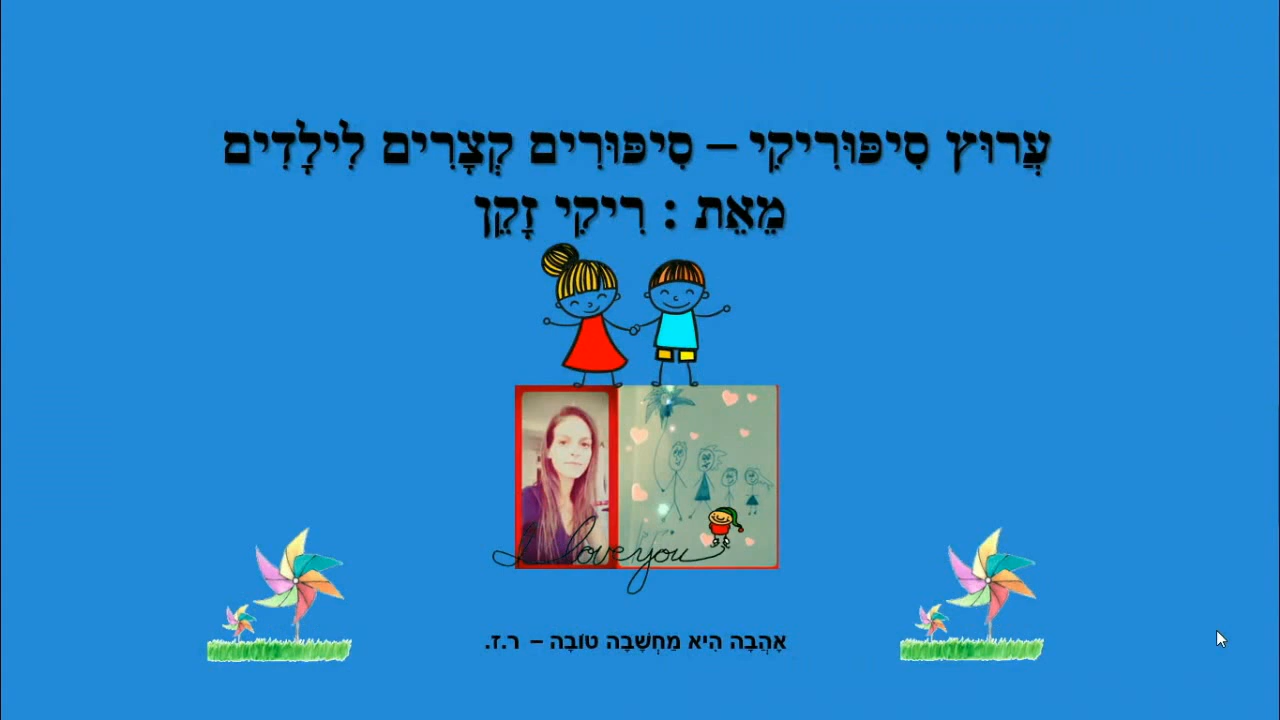 עֲרוּץ סִיפּוּרִיקִי – סִיפּוּרִים קְצָרִים לִילָדִים
מֵאֵת : רִיקִי זָקֵן
I love you
אָהֲבָה הִיא מַחְשָׁבָה טוֹבָה – ר.ז.